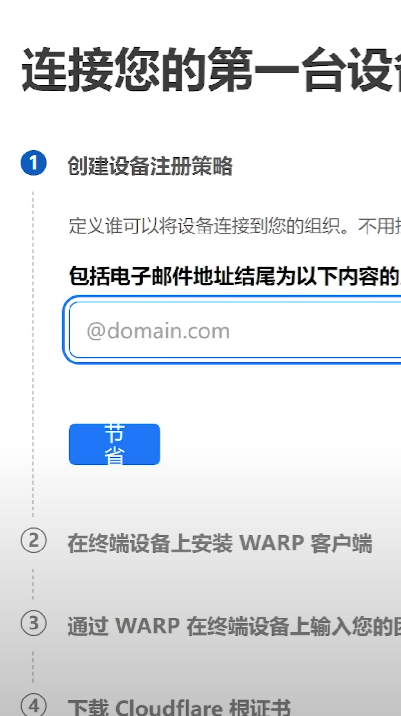 连接您的第一台设
1
创建设备注册策略
定义谁可以将设备连接到您的组织。不用
包括电子邮件地址结尾为以下内容的
@domain.com
节
省
2
在终端设备上安装 WARP 客户端
3
通过 WARP 在终端设备上输入您的
4
下载 Cloudflare 根证书